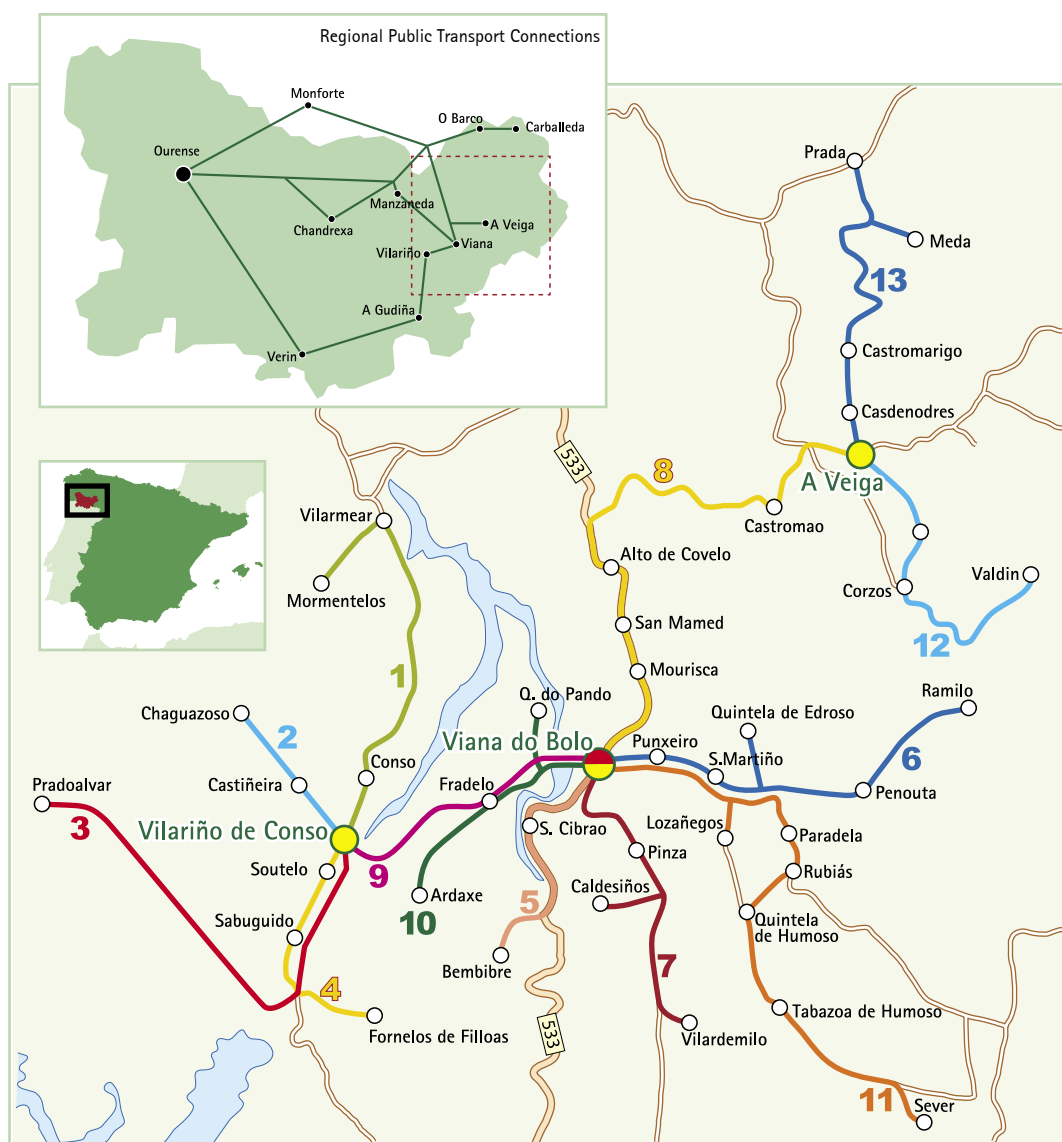 Regional Public Transport Connections
Monforte
O Barco
Carballeda
Ourense
Manzaneda
Chandrexa
A Veiga
Viana
Vilariño
A Gudiña
Verin
Prada
Meda
13
Castromarigo
Casdenodres
533
8
A Veiga
Castromao
Vilarmear
Alto de Covelo
Valdin
Mormentelos
Corzos
San Mamed
12
1
Mourisca
Q. do Pando
Ramilo
Chaguazoso
Quintela de Edroso
2
Viana do Bolo
Punxeiro
S.Martiño
6
Conso
Pradoalvar
Castiñeira
Fradelo
Penouta
3
Vilariño de Conso
S. Cibrao
Lozañegos
Paradela
Soutelo
9
Pinza
Rubiás
Caldesiños
Ardaxe
5
10
Sabuguido
Quintela
de Humoso
Bembibre
7
4
Fornelos de Filloas
Tabazoa de Humoso
533
Vilardemilo
11
Sever